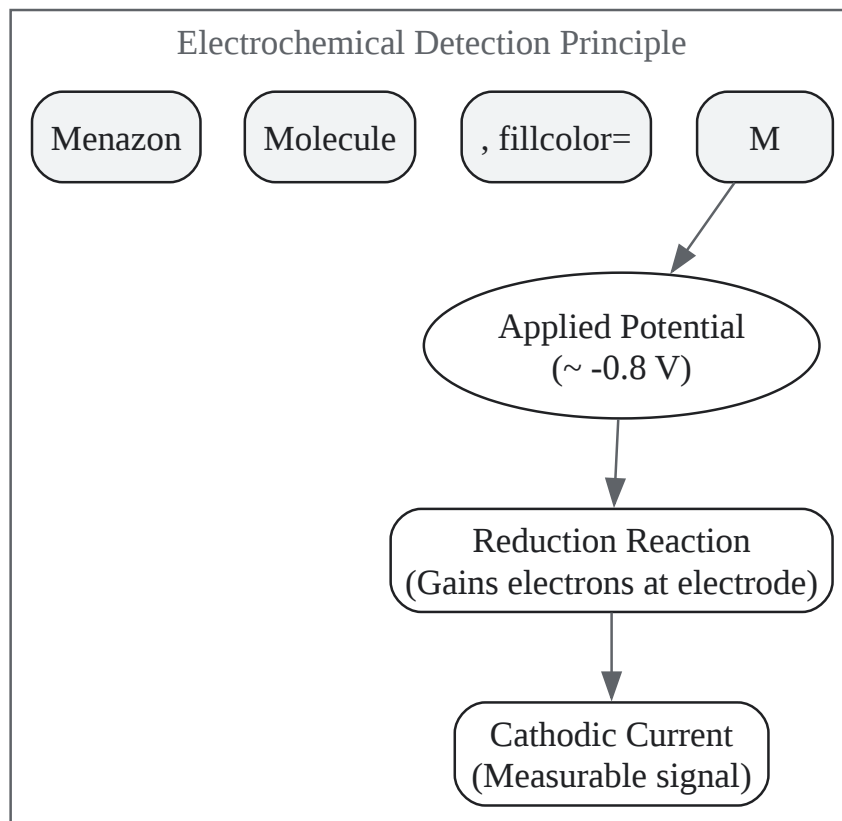 Electrochemical Detection Principle
Menazon
Molecule
, fillcolor=
M
Applied Potential
(~ -0.8 V)
Reduction Reaction
(Gains electrons at electrode)
Cathodic Current
(Measurable signal)